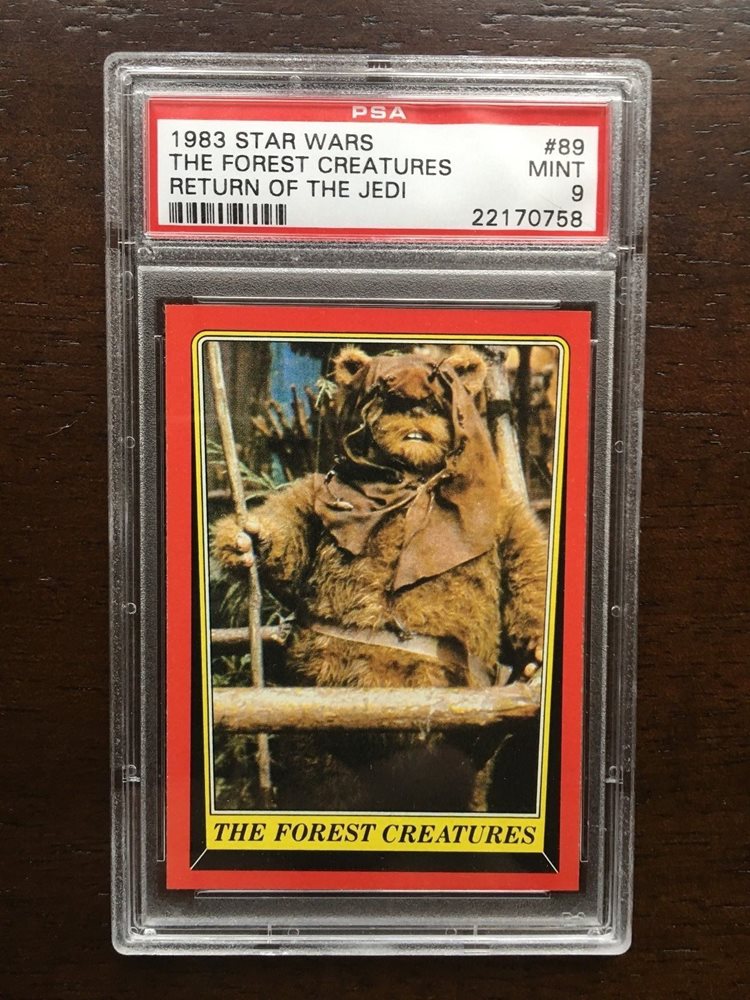 PSA
1983 STAR WARS #89
THE FOREST CREATURES MINT
RETURN OF THE JEDI 9
22170758
THE FOREST CREATURES